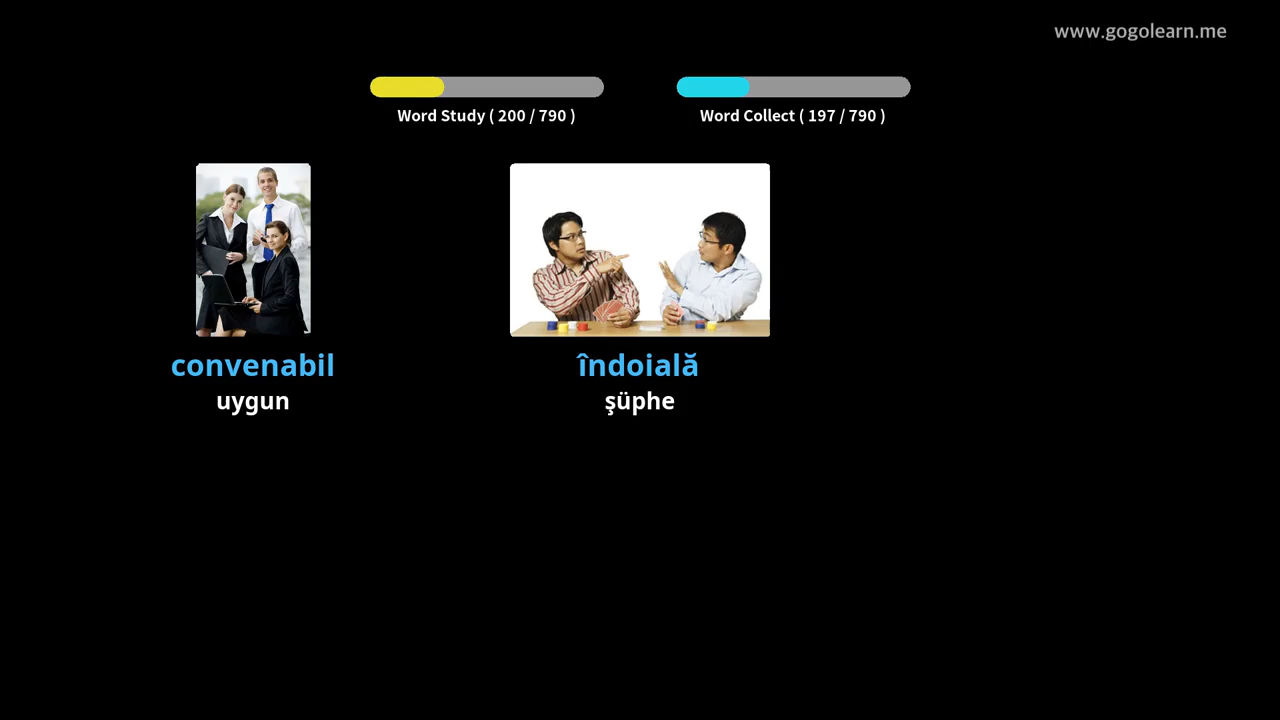 www.gogolearn.me
Word Study ( 200 / 790 )
Word Collect ( 197 / 790 )
convenabil
uygun
îndoială
şüphe